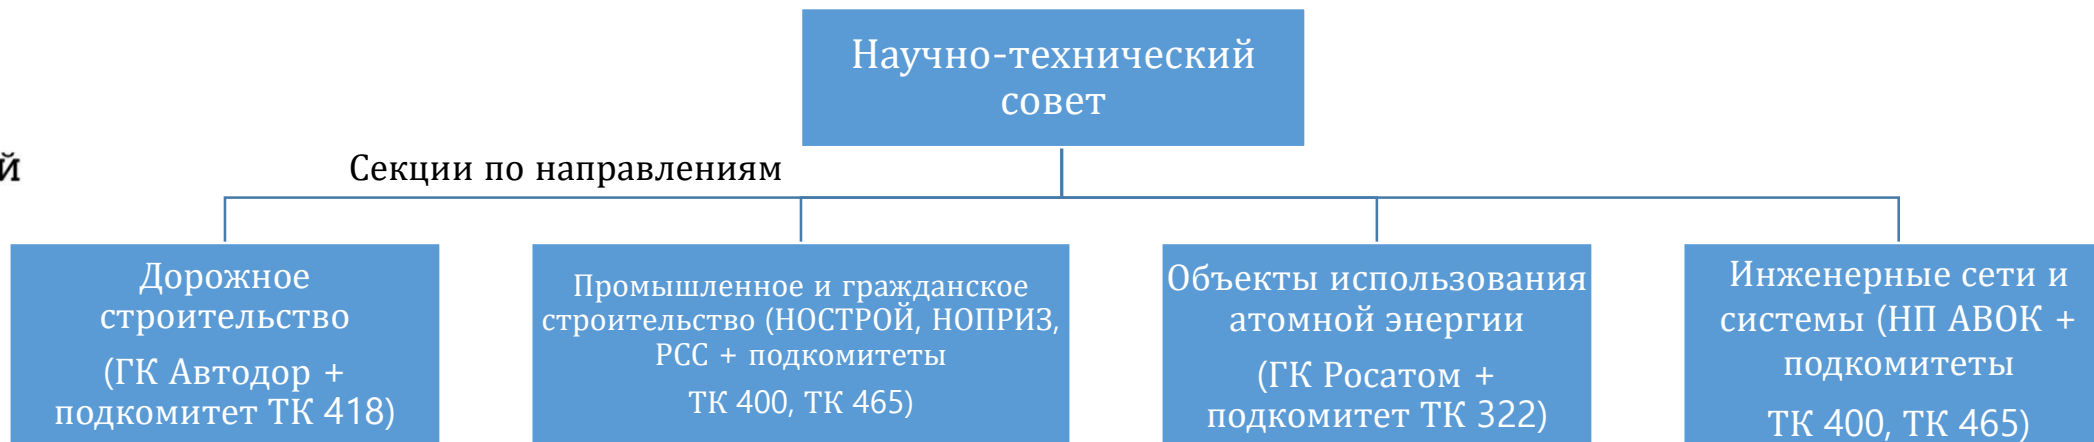 Научно-технический
совет
й
Секции по направлениям
Дорожное
строительство
(ГК Автодор +
подкомитет ТК 418)
Промышленное и гражданское
строительство (НОСТРОЙ, НОПРИЗ,
РСС + подкомитеты
ТК 400, ТК 465)
Объекты использования
атомной энергии
(ГК Росатом +
подкомитет ТК 322)
Инженерные сети и
системы (НП АВОК +
подкомитеты
ТК 400, ТК 465)